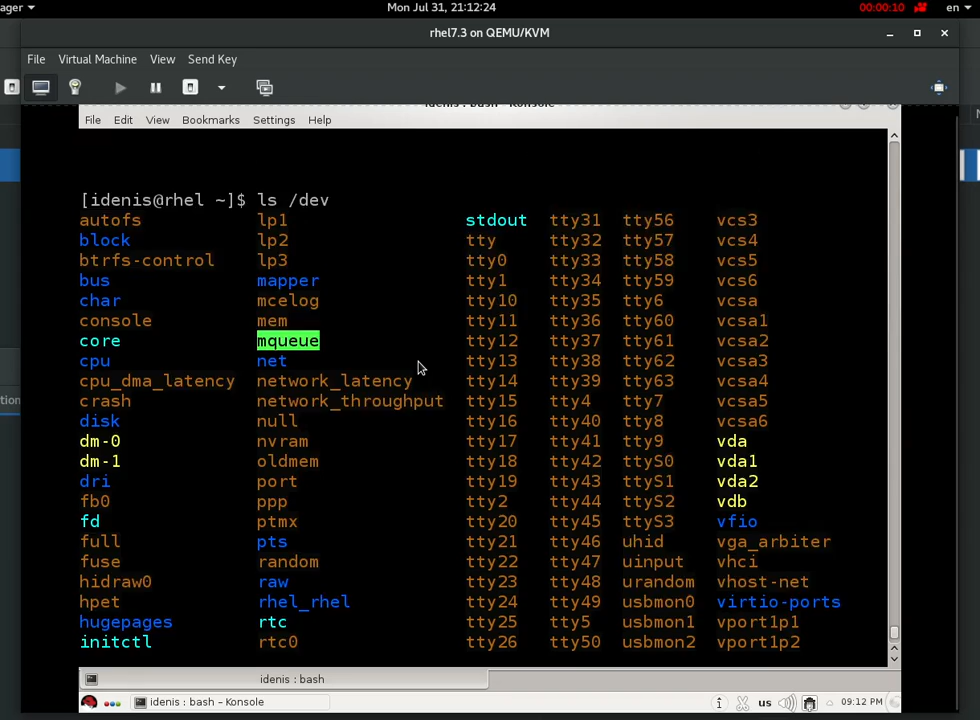 ager
Mon Jul 31, 21:12:24
00:00:10
en
rhel7.3 on QEMU/KVM
File Virtual Machine View Send Key
idenis : bash - Konsole
File Edit View Bookmarks Settings Help
[idenis@rhel ~]$ ls /dev
autofs lp1 stdout tty31 tty56 vcs3
block lp2 tty tty32 tty57 vcs4
btrfs-control lp3 tty0 tty33 tty58 vcs5
bus mapper tty1 tty34 tty59 vcs6
char mcelog tty10 tty35 tty6 vcsa
console mem tty11 tty36 tty60 vcsa1
core mqueue tty12 tty37 tty61 vcsa2
cpu net tty13 tty38 tty62 vcsa3
cpu_dma_latency network_latency tty14 tty39 tty63 vcsa4
crash network_throughput tty15 tty4 tty7 vcsa5
disk null tty16 tty40 tty8 vcsa6
dm-0 nvram tty17 tty41 tty9 vda
dm-1 oldmem tty18 tty42 ttyS0 vda1
dri port tty19 tty43 ttyS1 vda2
fb0 ppp tty2 tty44 ttyS2 vdb
fd ptmx tty20 tty45 ttyS3 vfio
full pts tty21 tty46 uhid vga_arbiter
fuse random tty22 tty47 uinput vhci
hidraw0 raw tty23 tty48 urandom vhost-net
hpet rhel_rhel tty24 tty49 usbmon0 virtio-ports
hugepages rtc tty25 tty5 usbmon1 vport1p1
initctl rtc0 tty26 tty50 usbmon2 vport1p2
tion
idenis : bash
idenis : bash - Konsole
us
09:12 PM